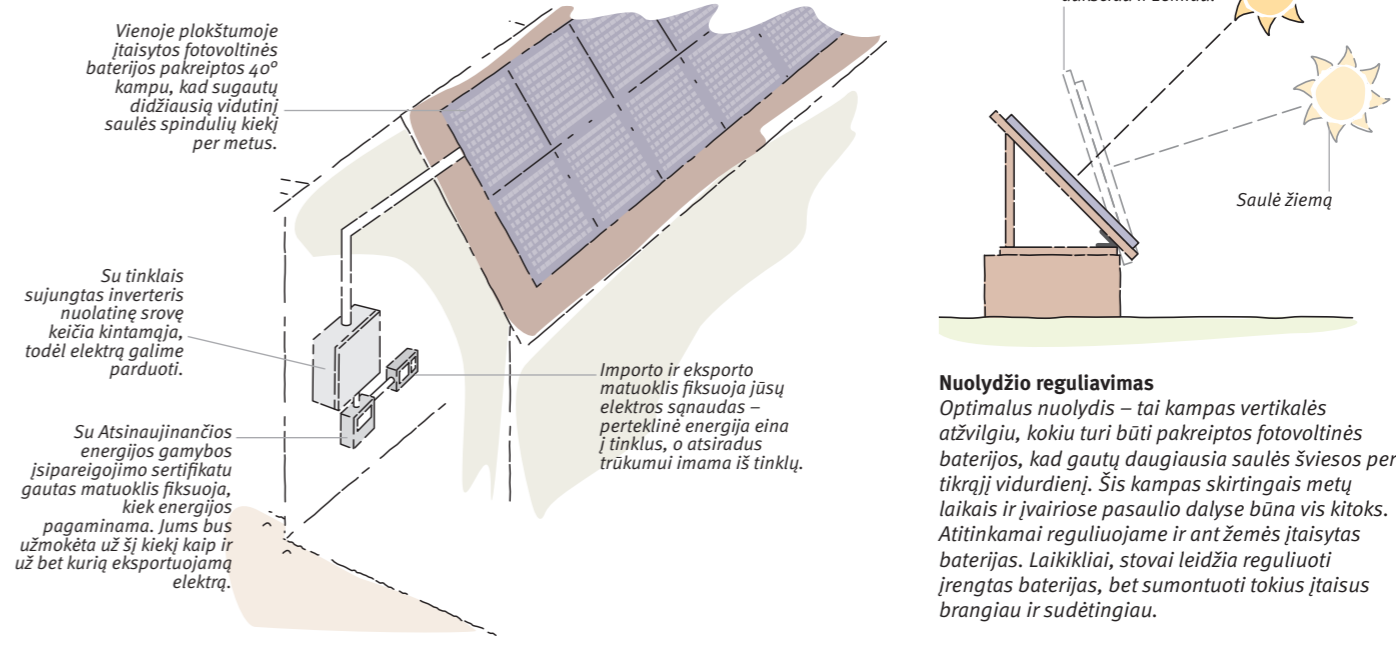 Vienoje plokštumoje
įtaisytos fotovoltinės
baterijos pakreiptos 40°
kampu, kad sugautų
didžiausią vidutinį
saulės spindulių kiekį
per metus.
Su tinklais
sujungtas inverteris
nuolatinę srovę
keičia kintamąja,
todėl elektrą galime
parduoti.
Su Atsinaujinančios
energijos gamybos
įsipareigojimo sertifikatu
gautas matuoklis fiksuoja,
kiek energijos
pagaminama. Jums bus
užmokėta už šį kiekį kaip ir
už bet kurią eksportuojamą
elektrą.
Importo ir eksporto
matuoklis fiksuoja jūsų
elektros sąnaudas –
perteklinė energija eina
į tinklus, o atsiradus
trūkumui imama iš tinklų.
Saulė žiemą
Nuolydžio reguliavimas
Optimalus nuolydis – tai kampas vertikalės
atžvilgiu, kokiu turi būti pakreiptos fotovoltinės
baterijos, kad gautų daugiausia saulės šviesos per
tikrąjį vidurdienį. Šis kampas skirtingais metų
laikais ir įvairiose pasaulio dalyse būna vis kitoks.
Atitinkamai reguliuojame ir ant žemės įtaisytas
baterijas. Laikikliai, stovai leidžia reguliuoti
įrengtas baterijas, bet sumontuoti tokius įtaisus
brangiau ir sudėtingiau.